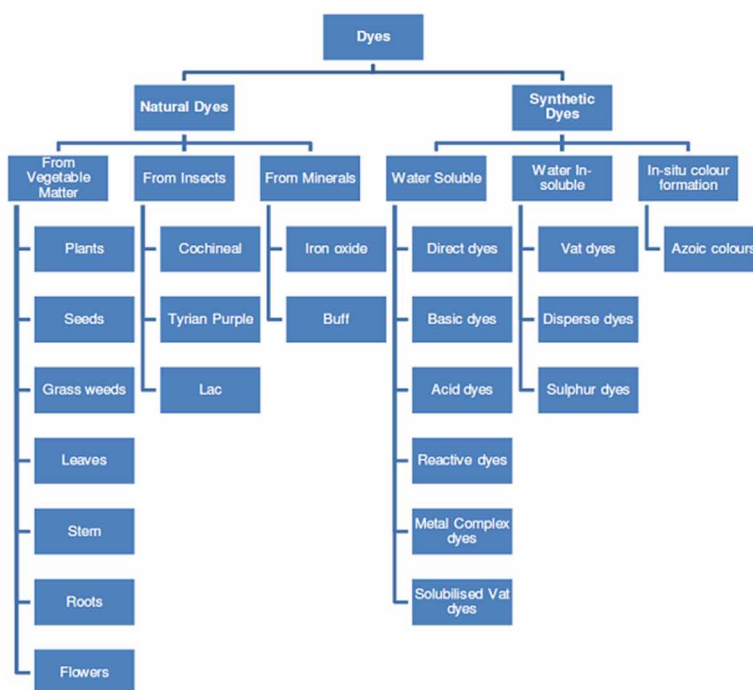 Dyes
Natural Dyes
Synthetic
Dyes
From
Vegetable
Matter
From Insects
From Minerals
Water Soluble
Water In-
soluble
In-situ colour
formation
Plants
Cochineal
Iron oxide
Direct dyes
Vat dyes
Azoic colours
Seeds
Tyrian Purple
Buff
Basic dyes
Disperse dyes
Grass weeds
Lac
Acid dyes
Sulphur dyes
Leaves
Reactive dyes
Stem
Metal Complex
dyes
Roots
Solubilised Vat
dyes
Flowers